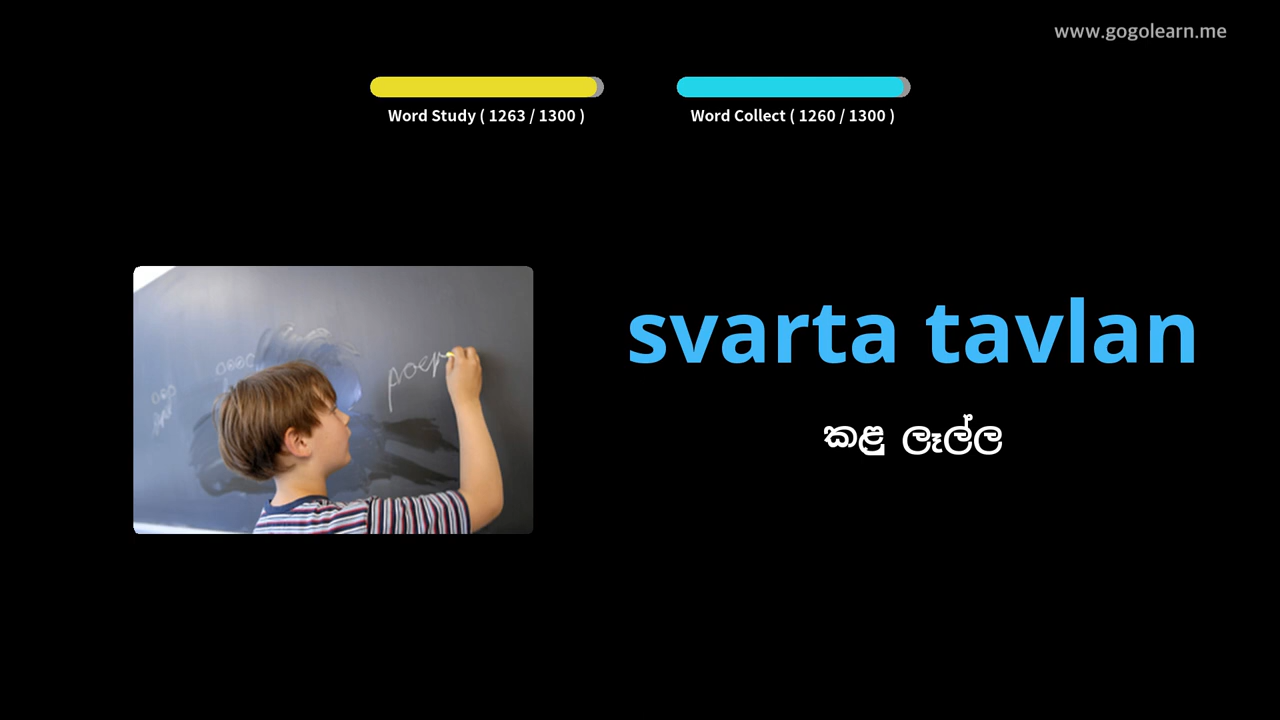 www.gogolearn.me
Word Study ( 1263 / 1300 )
Word Collect ( 1260 / 1300 )
svarta tavlan
කළු ලෑල්ල